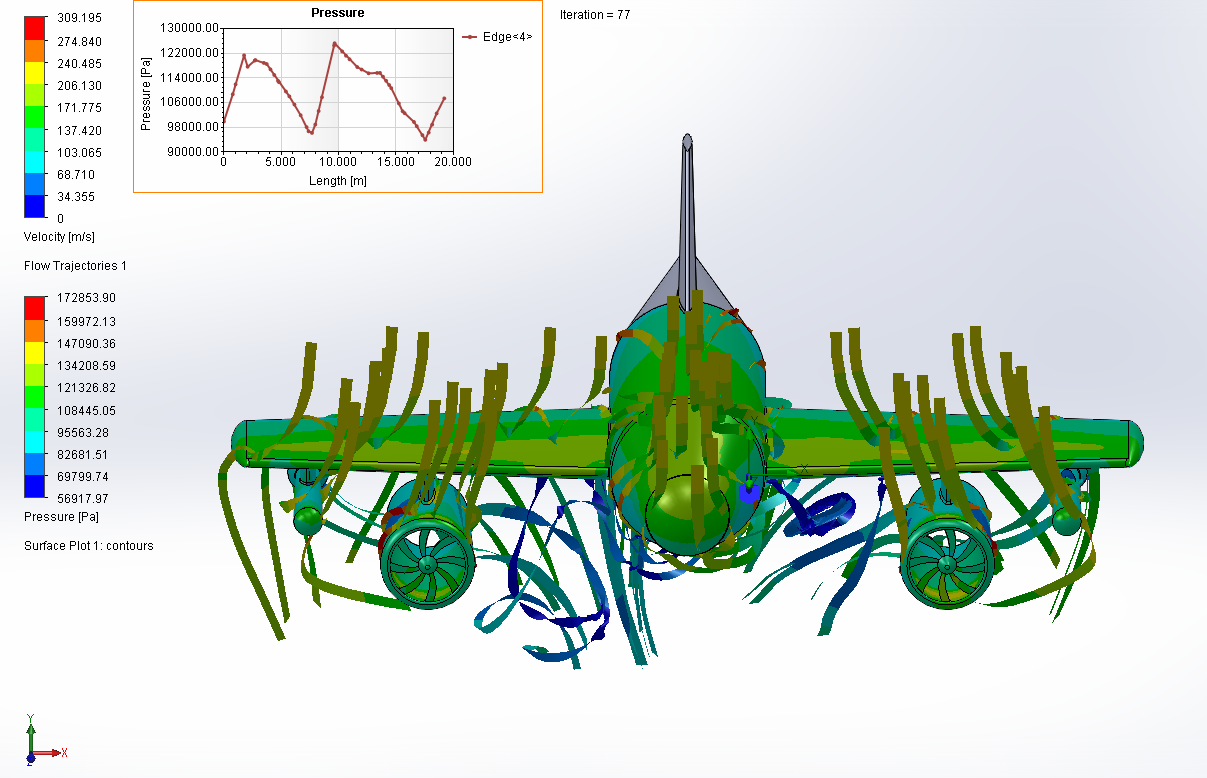 309.195
274.840
240.485
206.130
171.775
137.420
103.065
68.710
34.355
0
Velocity [m/s]
Flow Trajectories 1
172853.90
159972.13
147090.36
134208.59
121326.82
108445.05
95563.28
82681.51
69799.74
56917.97
Pressure [Pa]
Surface Plot 1: contours
Pressure
130000.00
122000.00
114000.00
106000.00
98000.00
90000.00
Pressure [Pa]
0 5.000 10.000 15.000 20.000
Length [m]
Edge<4>
Iteration = 77
Y
X
Z